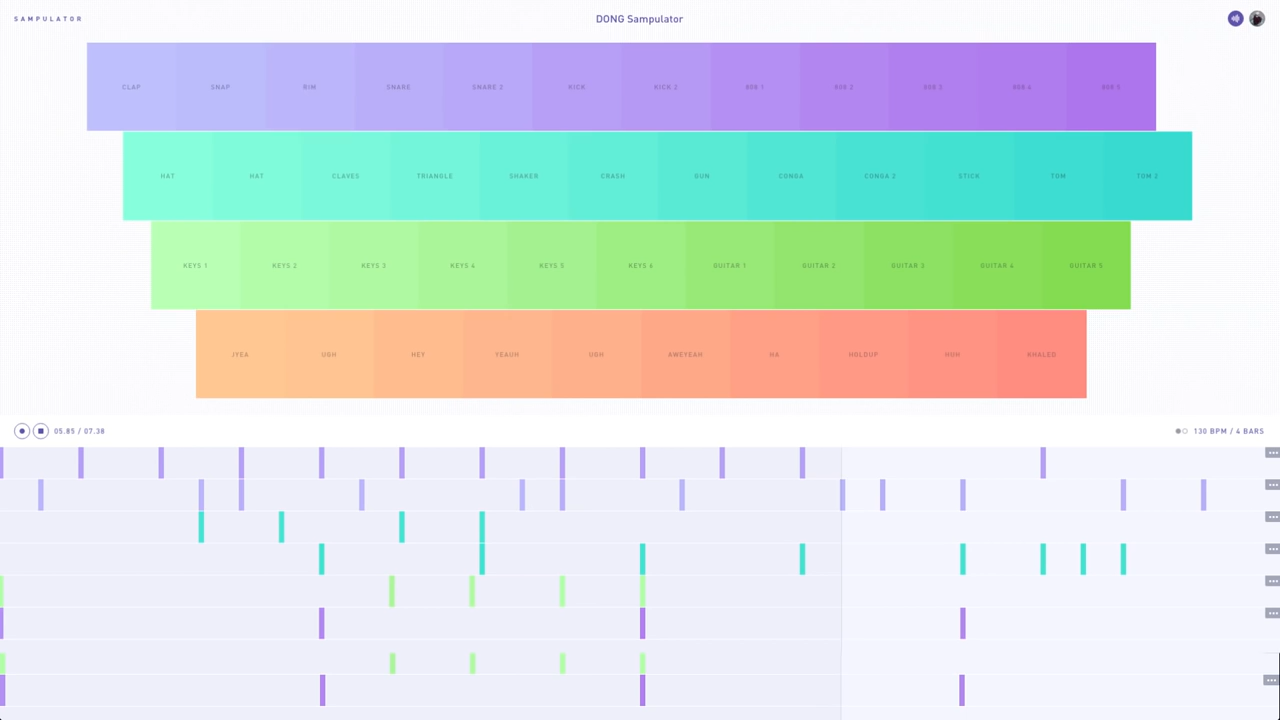 SAMPULATOR
DONG Sampulator
CLAP SNAP RIM SNARE SNARE 2 KICK KICK 2 808 1 808 2 808 3 808 4 808 5
HAT HAT CLAVES TRIANGLE SHAKER CRASH GUN CONGA CONGA 2 STICK TOM TOM 2
KEYS 1 KEYS 2 KEYS 3 KEYS 4 KEYS 5 KEYS 6 GUITAR 1 GUITAR 2 GUITAR 3 GUITAR 4 GUITAR 5
JYEA UGH HEY YEAUH UGH AWEYEAH HA HOLDUP HUH KHALED
05.85 / 07.38 130 BPM / 4 BARS